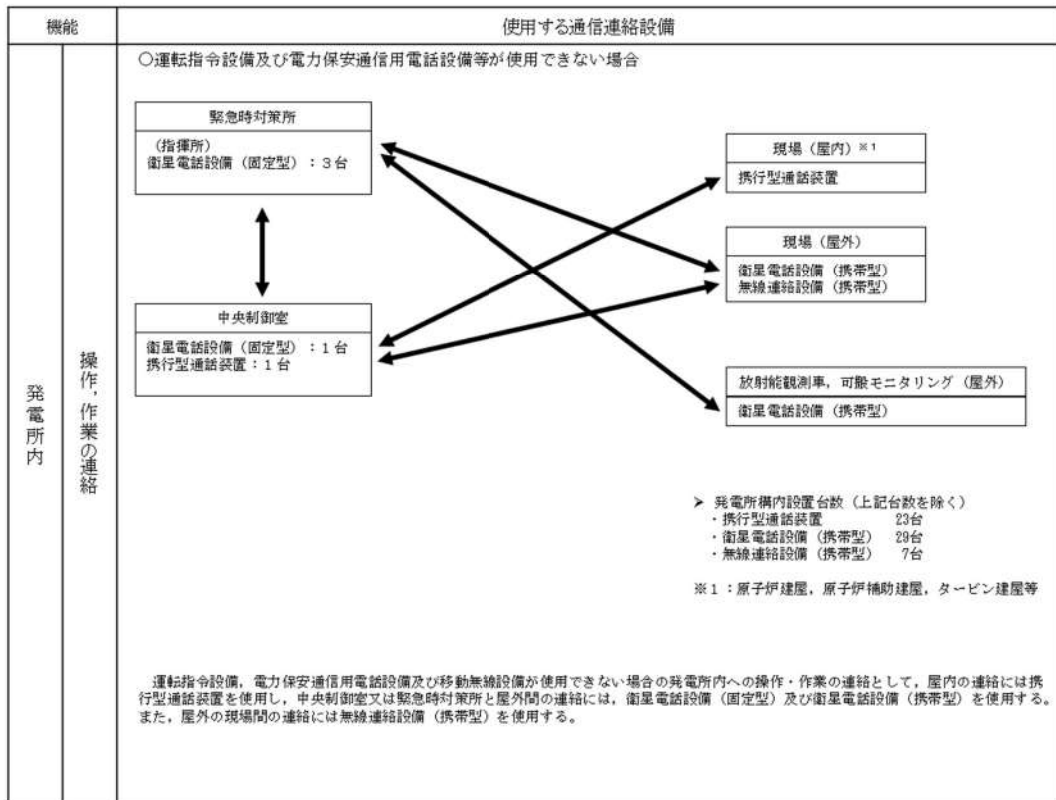 機能
使用する通信連絡設備
発電所内
操作，作業の連絡
○運転指令設備及び電力保安通信用電話設備等が使用できない場合
緊急時対策所
（指揮所）
衛星電話設備（固定型）：３台
中央制御室
衛星電話設備（固定型）：１台
携行型通話装置：１台
現場（屋内）※１
携行型通話装置
現場（屋外）
衛星電話設備（携帯型）
無線連絡設備（携帯型）
放射能観測車，可搬モニタリング（屋外）
衛星電話設備（携帯型）
➢ 発電所構内設置台数（上記台数を除く）
・携行型通話装置 23台
・衛星電話設備（携帯型） 29台
・無線連絡設備（携帯型） 7台
※１：原子炉建屋，原子炉補助建屋，タービン建屋等
運転指令設備，電力保安通信用電話設備及び移動無線設備が使用できない場合の発電所内への操作・作業の連絡として，屋内の連絡には携
行型通話装置を使用し，中央制御室又は緊急時対策所と屋外間の連絡には，衛星電話設備（固定型）及び衛星電話設備（携帯型）を使用する。
また，屋外の現場間の連絡には無線連絡設備（携帯型）を使用する。